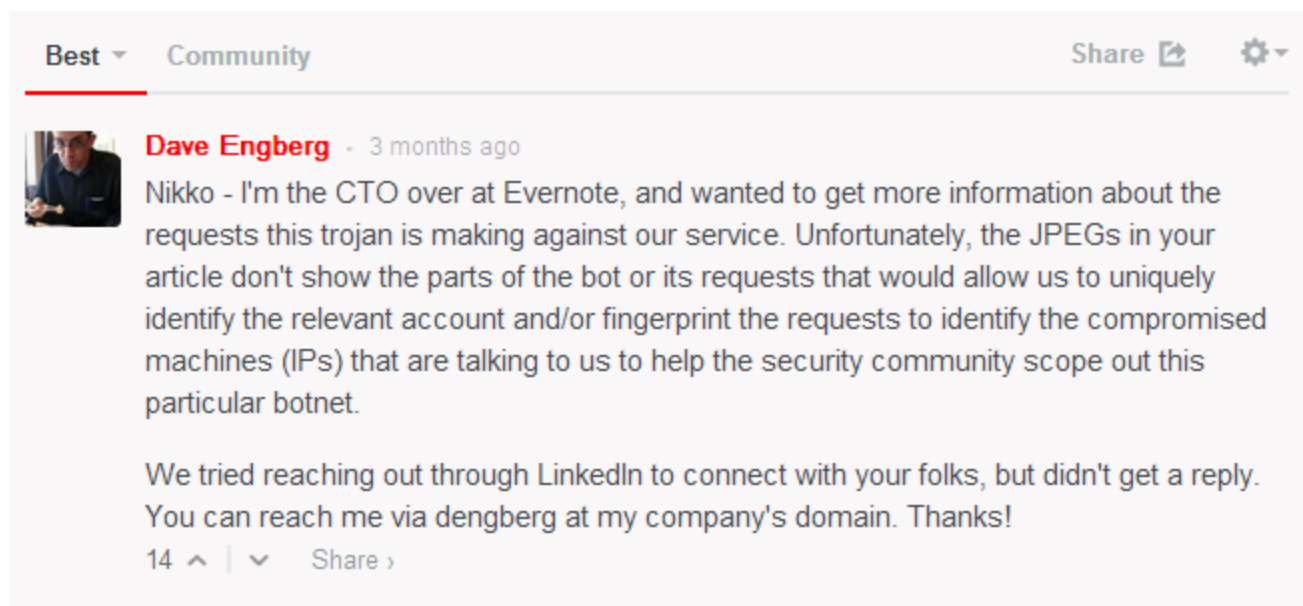 Best Community Share
Dave Engberg · 3 months ago
Nikko - I'm the CTO over at Evernote, and wanted to get more information about the
requests this trojan is making against our service. Unfortunately, the JPEGs in your
article don't show the parts of the bot or its requests that would allow us to uniquely
identify the relevant account and/or fingerprint the requests to identify the compromised
machines (IPs) that are talking to us to help the security community scope out this
particular botnet.
We tried reaching out through LinkedIn to connect with your folks, but didn't get a reply.
You can reach me via dengberg at my company's domain. Thanks!
14 Share ›